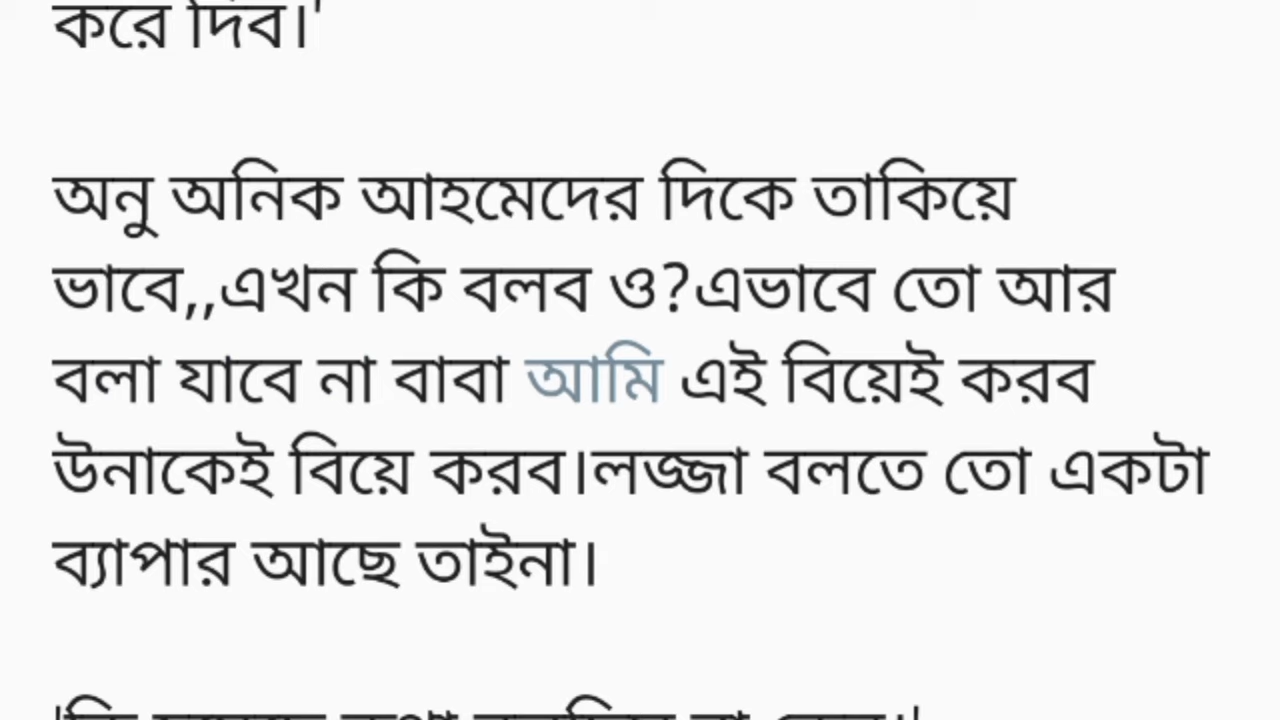 করে দিব।'
অনু অনিক আহমেদের দিকে তাকিয়ে
ভাবে,,এখন কি বলব ও?এভাবে তো আর
বলা যাবে না বাবা আমি এই বিয়েই করব
উনাকেই বিয়ে করব।লজ্জা বলতে তো একটা
ব্যাপার আছে তাইনা।